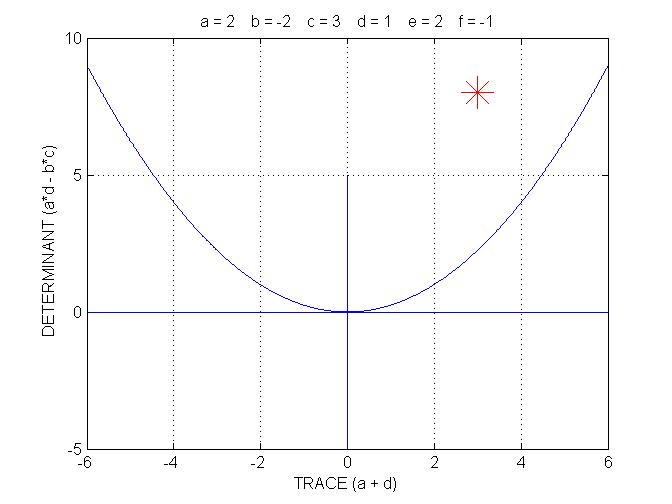 a = 2 b = -2 c = 3 d = 1 e = 2 f = -1
10
5
0
-5
DETERMINANT (a*d - b*c)
-6 -4 -2 0 2 4 6
TRACE (a + d)